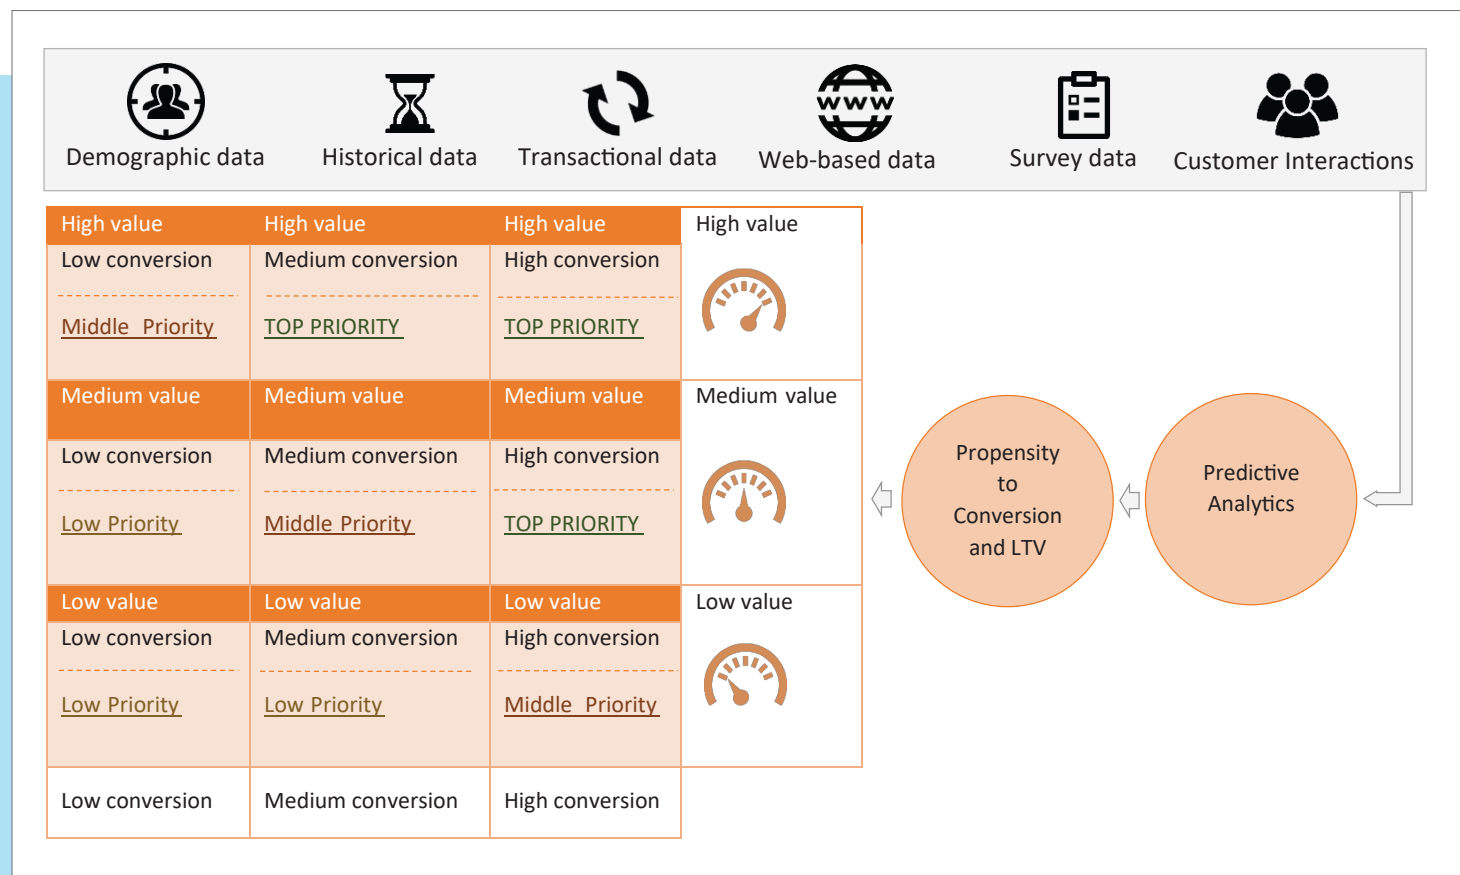 WWW
Demographic data
Historical data
Transactional data
Web-based data
Survey data
Customer Interactions
High value
High value
High value
High value
Low conversion
Medium conversion
High conversion
Middle Priority
TOP PRIORITY
TOP PRIORITY
Medium value
Medium value
Medium value
Medium value
Low conversion
Medium conversion
High conversion
Low Priority
Middle Priority
TOP PRIORITY
Low value
Low value
Low value
Low value
Low conversion
Medium conversion
High conversion
Low Priority
Low Priority
Middle Priority
Low conversion
Medium conversion
High conversion
Propensity
to
Conversion
and LTV
Predictive
Analytics